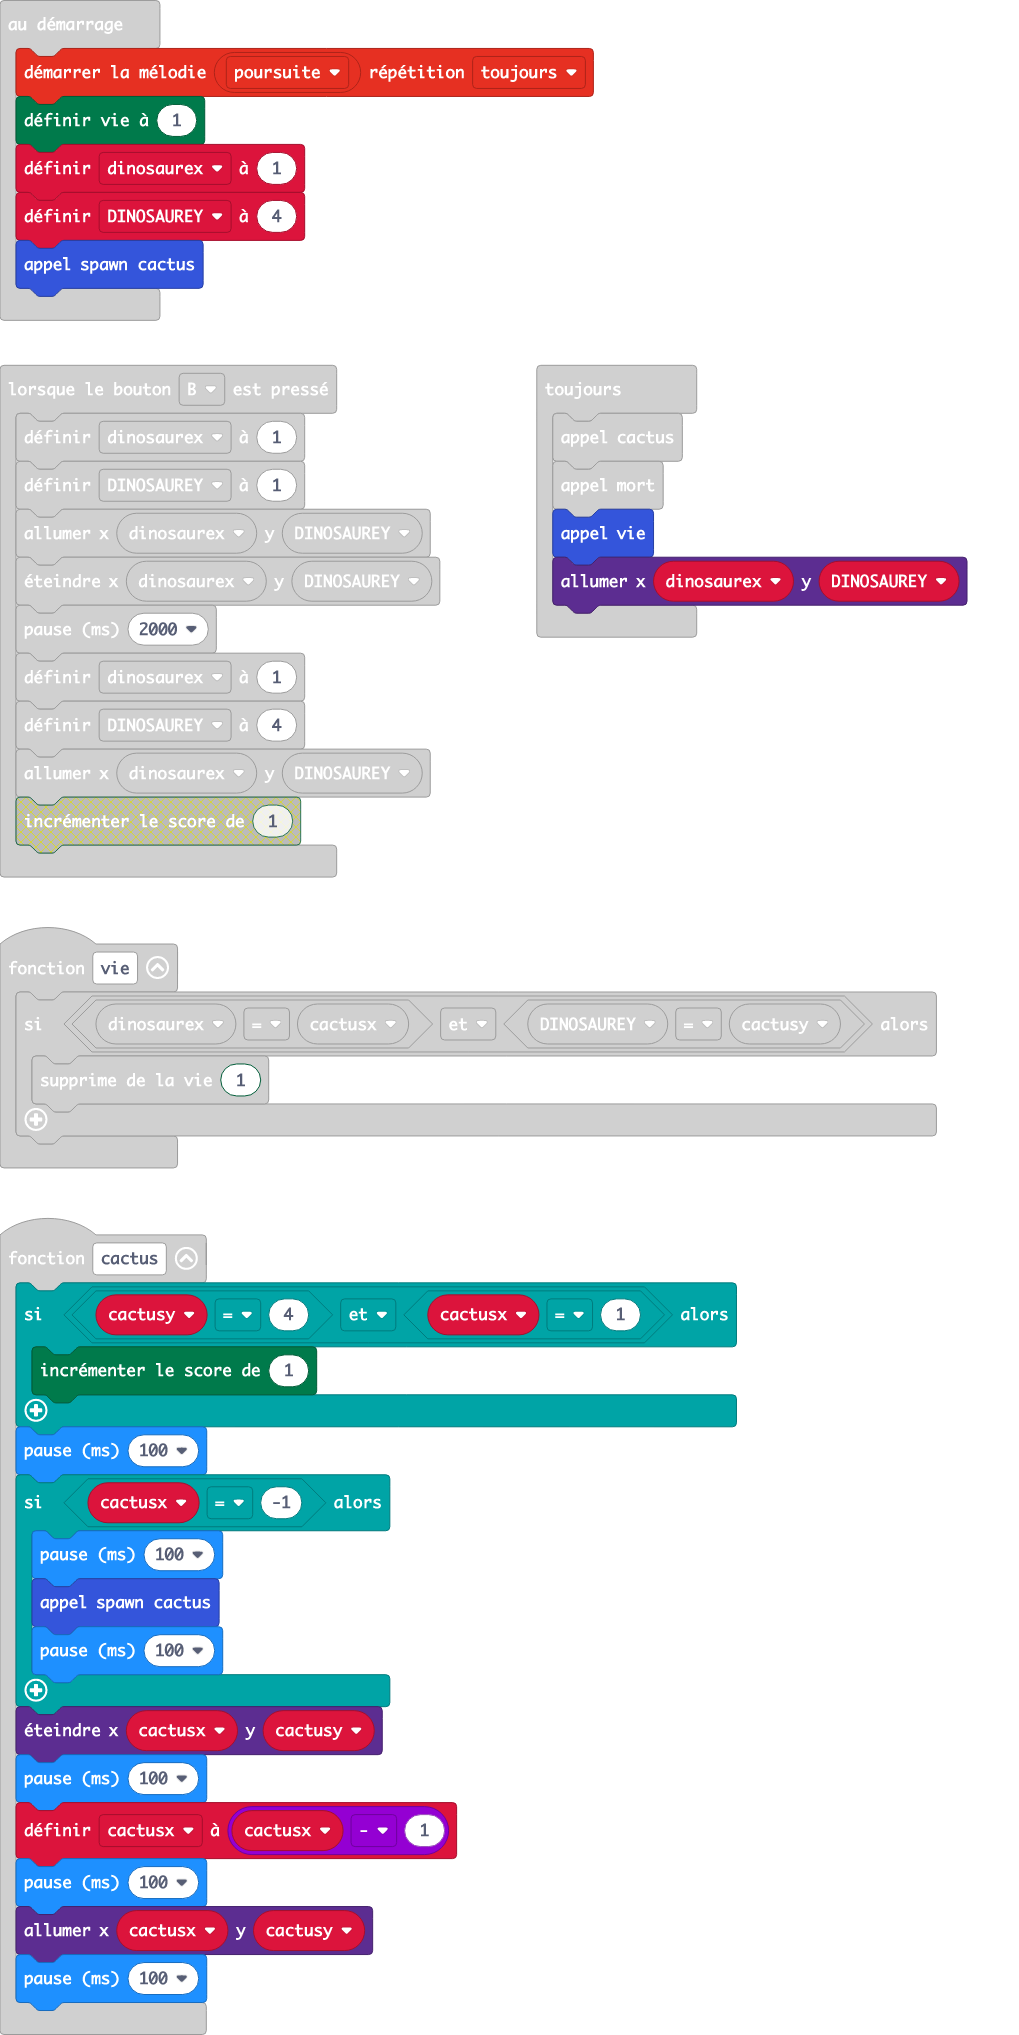 au démarrage
démarrer la mélodie poursuite répétition toujours
définir vie à 1
définir dinosaurex à 1
définir DINOSAUREY à 4
appel spawn cactus
lorsque le bouton B est pressé
définir dinosaurex à 1
définir DINOSAUREY à 1
allumer x dinosaurex y DINOSAUREY
éteindre x dinosaurex y DINOSAUREY
pause (ms) 2000
définir dinosaurex à 1
définir DINOSAUREY à 4
allumer x dinosaurex y DINOSAUREY
incrémenter le score de 1
toujours
appel cactus
appel mort
appel vie
allumer x dinosaurex y DINOSAUREY
fonction vie
si dinosaurex = cactusx et DINOSAUREY = cactusy alors
supprime de la vie 1
fonction cactus
si cactusy = 4 et cactusx = 1 alors
incrémenter le score de 1
pause (ms) 100
si cactusx = -1 alors
pause (ms) 100
appel spawn cactus
pause (ms) 100
éteindre x cactusx y cactusy
pause (ms) 100
définir cactusx à cactusx - 1
pause (ms) 100
allumer x cactusx y cactusy
pause (ms) 100